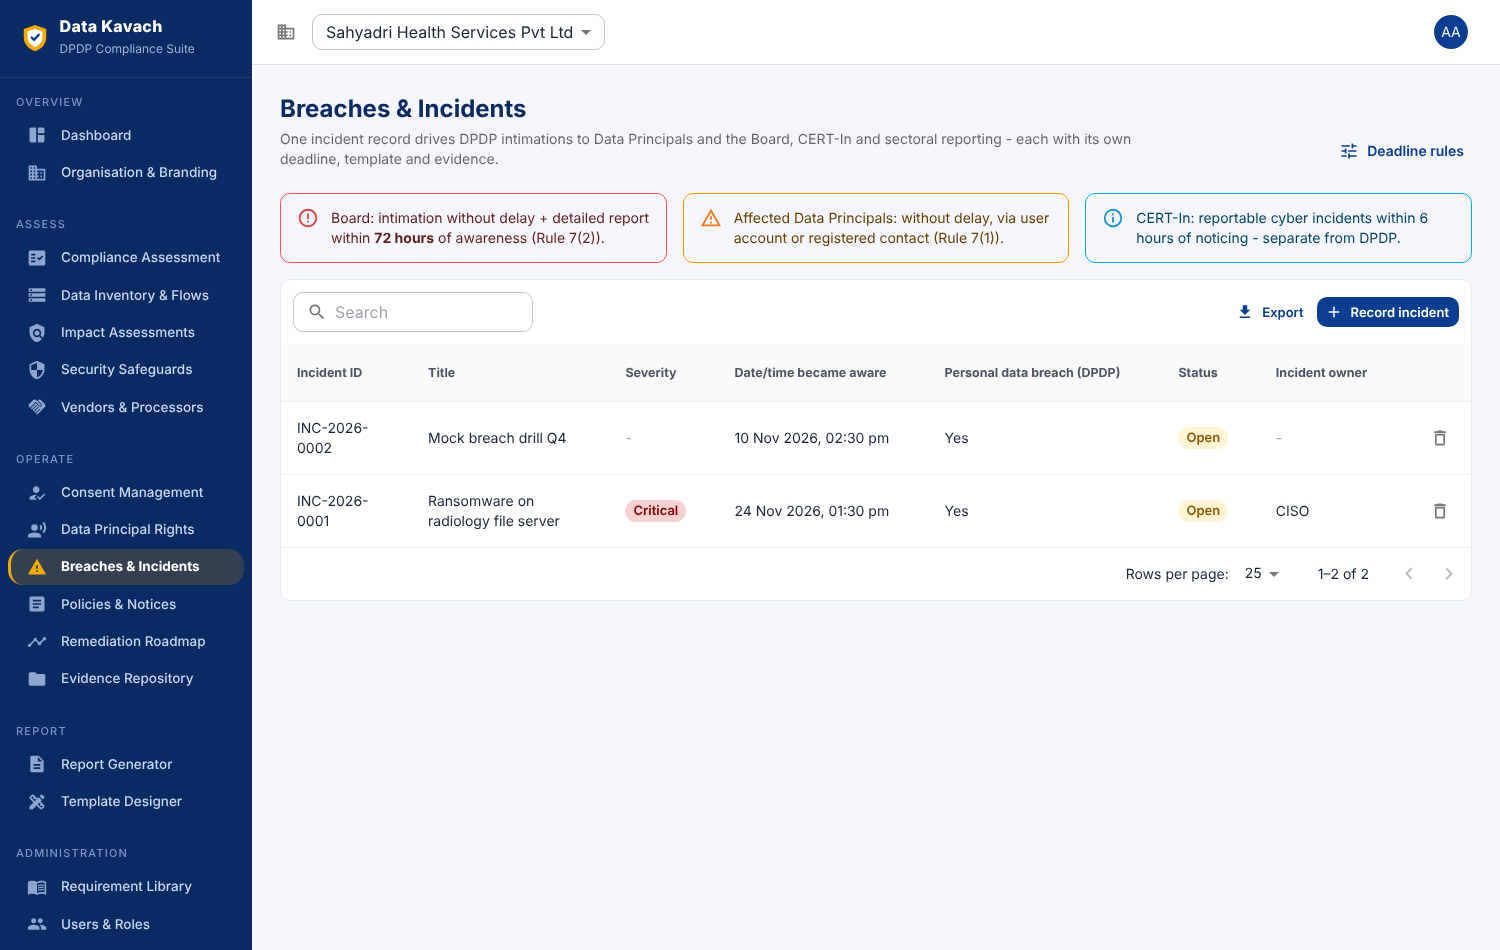 Data Kavach
DPDP Compliance Suite
OVERVIEW
Dashboard
Organisation & Branding
ASSESS
Compliance Assessment
Data Inventory & Flows
Impact Assessments
Security Safeguards
Vendors & Processors
OPERATE
Consent Management
Data Principal Rights
Breaches & Incidents
Policies & Notices
Remediation Roadmap
Evidence Repository
REPORT
Report Generator
Template Designer
ADMINISTRATION
Requirement Library
Users & Roles
Sahyadri Health Services Pvt Ltd
AA
Breaches & Incidents
One incident record drives DPDP intimations to Data Principals and the Board, CERT-In and sectoral reporting - each with its own
deadline, template and evidence.
Deadline rules
Board: intimation without delay + detailed report
within 72 hours of awareness (Rule 7(2)).
Affected Data Principals: without delay, via user
account or registered contact (Rule 7(1)).
CERT-In: reportable cyber incidents within 6
hours of noticing - separate from DPDP.
Search
Export
Record incident
Incident ID Title Severity Date/time became aware Personal data breach (DPDP) Status Incident owner
INC-2026-
0002
Mock breach drill Q4 - 10 Nov 2026, 02:30 pm Yes Open -
INC-2026-
0001
Ransomware on
radiology file server
Critical 24 Nov 2026, 01:30 pm Yes Open CISO
Rows per page: 25 1–2 of 2